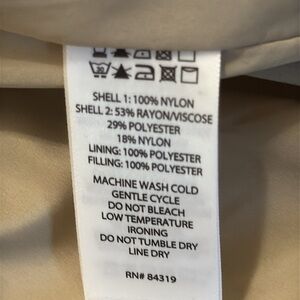 SHELL 1: 100% NYLON
SHELL 2: 53% RAYON/VISCOSE
29% POLYESTER
18% NYLON
LINING: 100% POLYESTER
FILLING: 100% POLYESTER
MACHINE WASH COLD
GENTLE CYCLE
DO NOT BLEACH
LOW TEMPERATURE
IRONING
DO NOT TUMBLE DRY
LINE DRY
RN# 84319